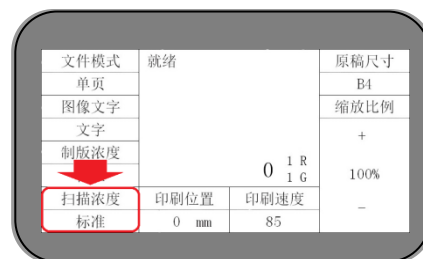 文件模式
单页
图像文字
文字
制版浓度
扫描浓度
标准
就绪
0 1 R
1 G
印刷位置
0 mm
印刷速度
85
原稿尺寸
B4
缩放比例
+
100%
－